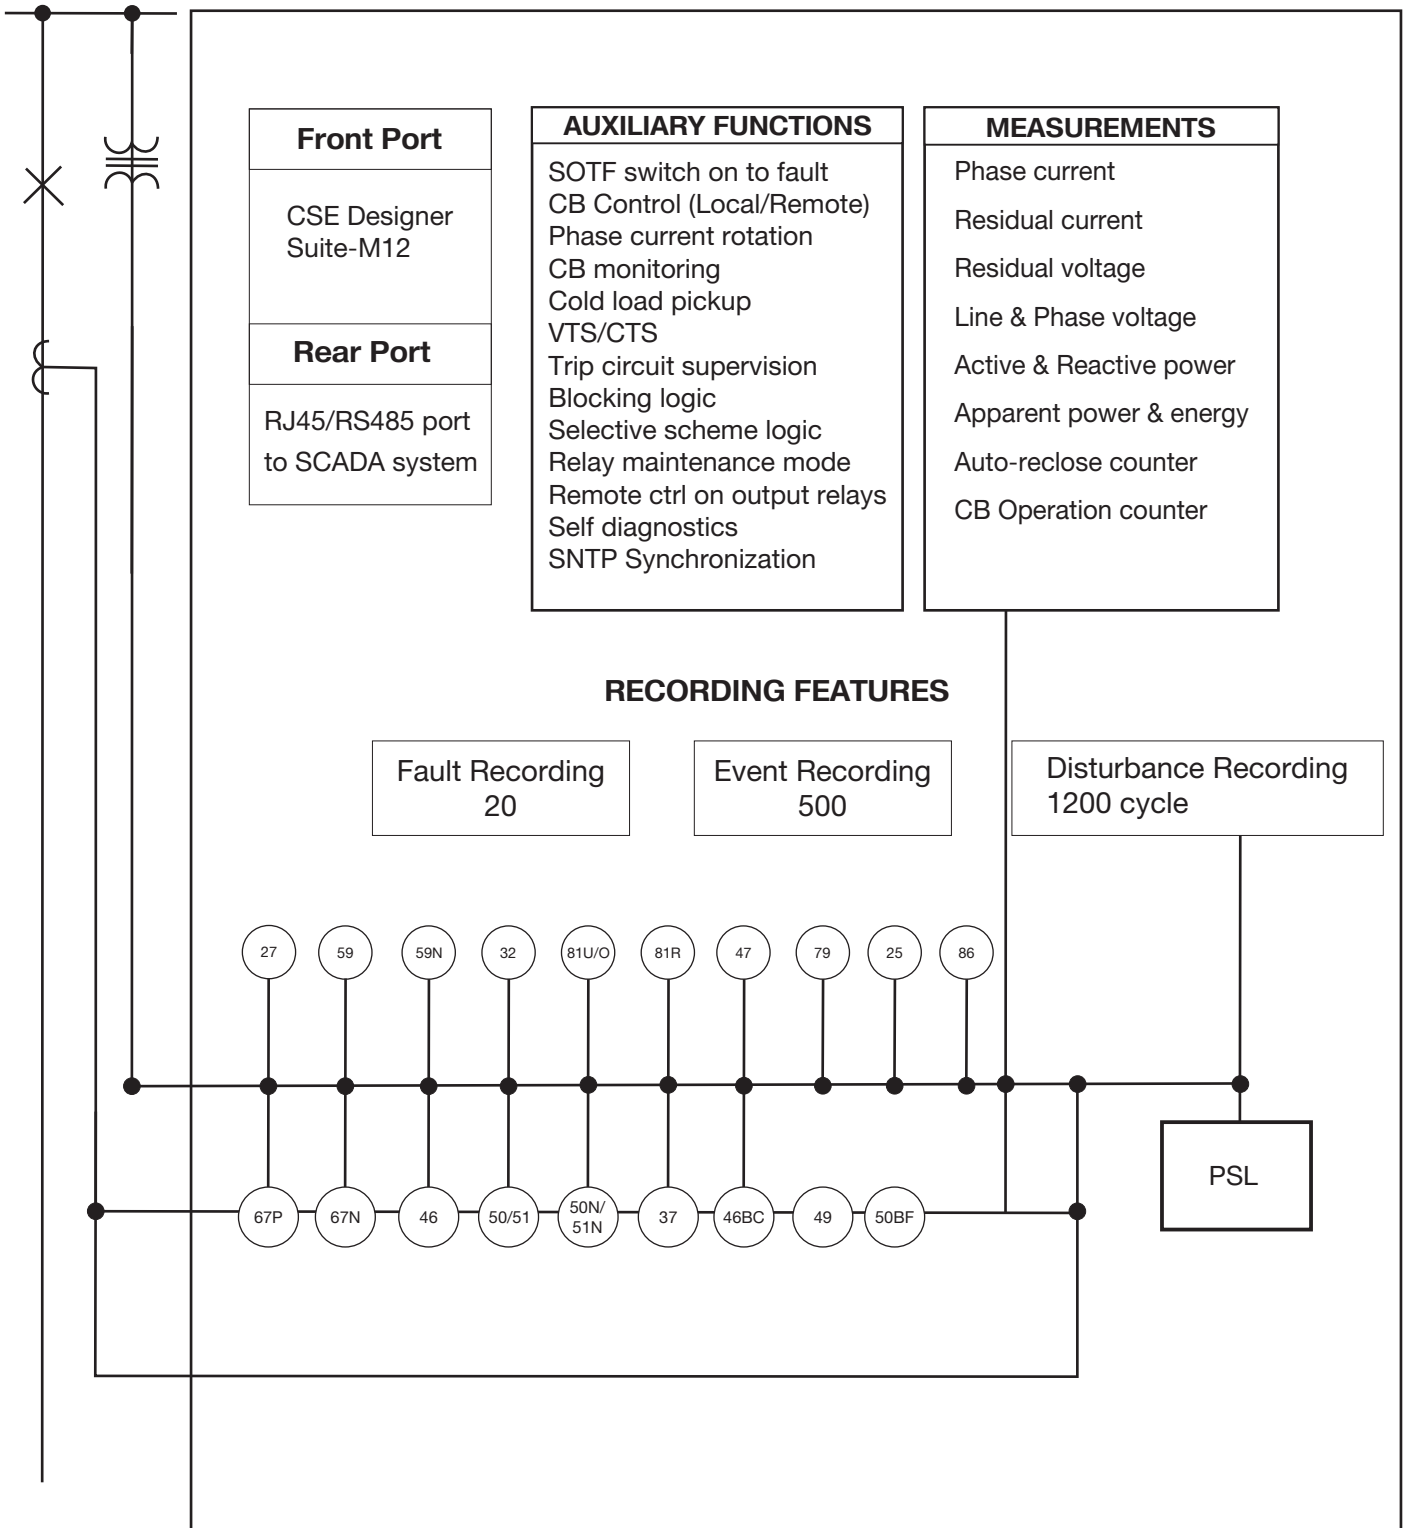 Front Port
CSE Designer
Suite-M12
Rear Port
RJ45/RS485 port
to SCADA system
AUXILIARY FUNCTIONS
SOTF switch on to fault
CB Control (Local/Remote)
Phase current rotation
CB monitoring
Cold load pickup
VTS/CTS
Trip circuit supervision
Blocking logic
Selective scheme logic
Relay maintenance mode
Remote ctrl on output relays
Self diagnostics
SNTP Synchronization
MEASUREMENTS
Phase current
Residual current
Residual voltage
Line & Phase voltage
Active & Reactive power
Apparent power & energy
Auto-reclose counter
CB Operation counter
RECORDING FEATURES
Fault Recording
20
Event Recording
500
Disturbance Recording
1200 cycle
27 59 59N 32 81U/O 81R 47 79 25 86
PSL
67P 67N 46 50/51 50N/ 37 46BC 49 50BF
51N